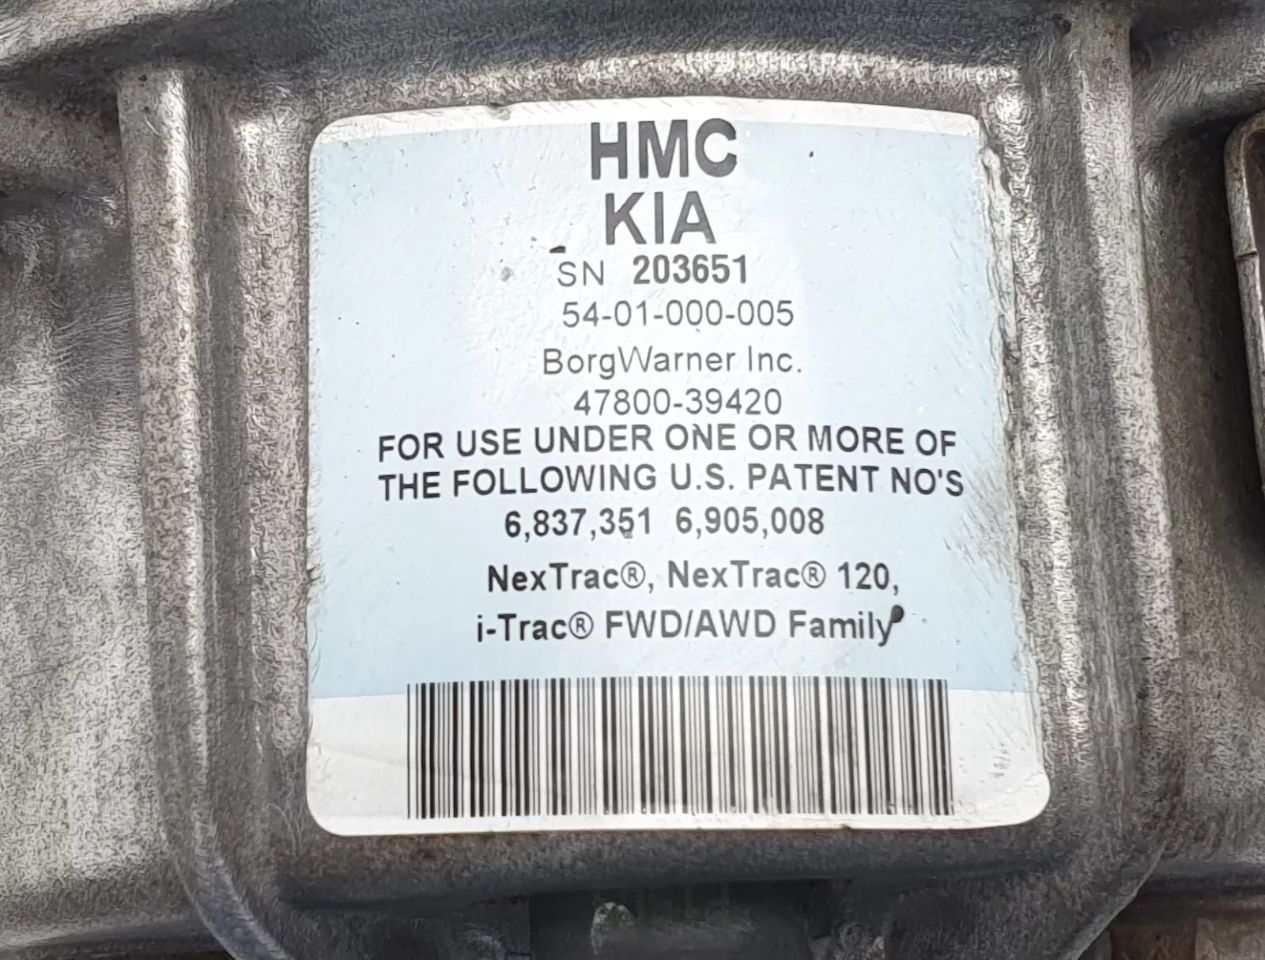 HMC
KIA
SN 203651
54-01-000-005
BorgWarner Inc.
47800-39420
FOR USE UNDER ONE OR MORE OF
THE FOLLOWING U.S. PATENT NO'S
6,837,351 6,905,008
NexTrac®, NexTrac® 120,
i-Trac® FWD/AWD Family